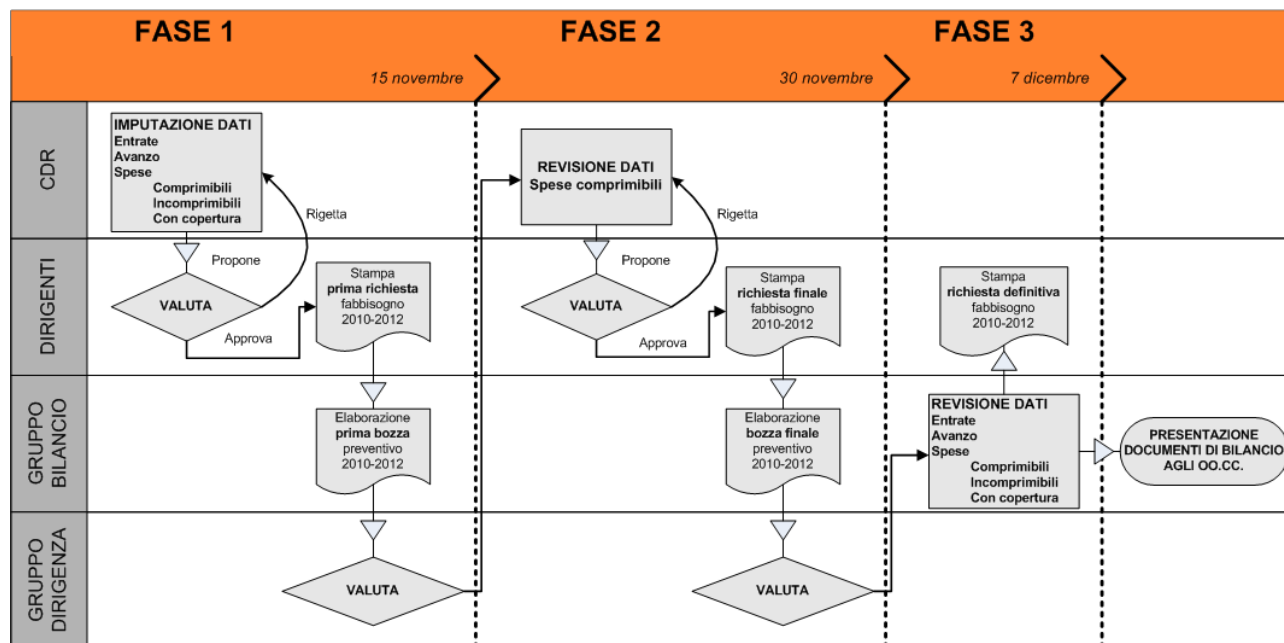 FASE 1
FASE 2
FASE 3
15 novembre
30 novembre
7 dicembre
CDR
IMPUTAZIONE DATI
Entrate
Avanzo
Spese
Comprimibili
Incomprimibili
Con copertura
Rigetta
REVISIONE DATI
Spese comprimibili
Rigetta
DIRIGENTI
Propone
VALUTA
Approva
Stampa
prima richiesta
fabbisogno
2010-2012
Propone
VALUTA
Approva
Stampa
richiesta finale
fabbisogno
2010-2012
Stampa
richiesta definitiva
fabbisogno
2010-2012
GRUPPO
BILANCIO
Elaborazione
prima bozza
preventivo
2010-2012
Elaborazione
bozza finale
preventivo
2010-2012
REVISIONE DATI
Entrate
Avanzo
Spese
Comprimibili
Incomprimibili
Con copertura
PRESENTAZIONE
DOCUMENTI DI BILANCIO
AGLI OO.CC.
GRUPPO
DIRIGENZA
VALUTA
VALUTA